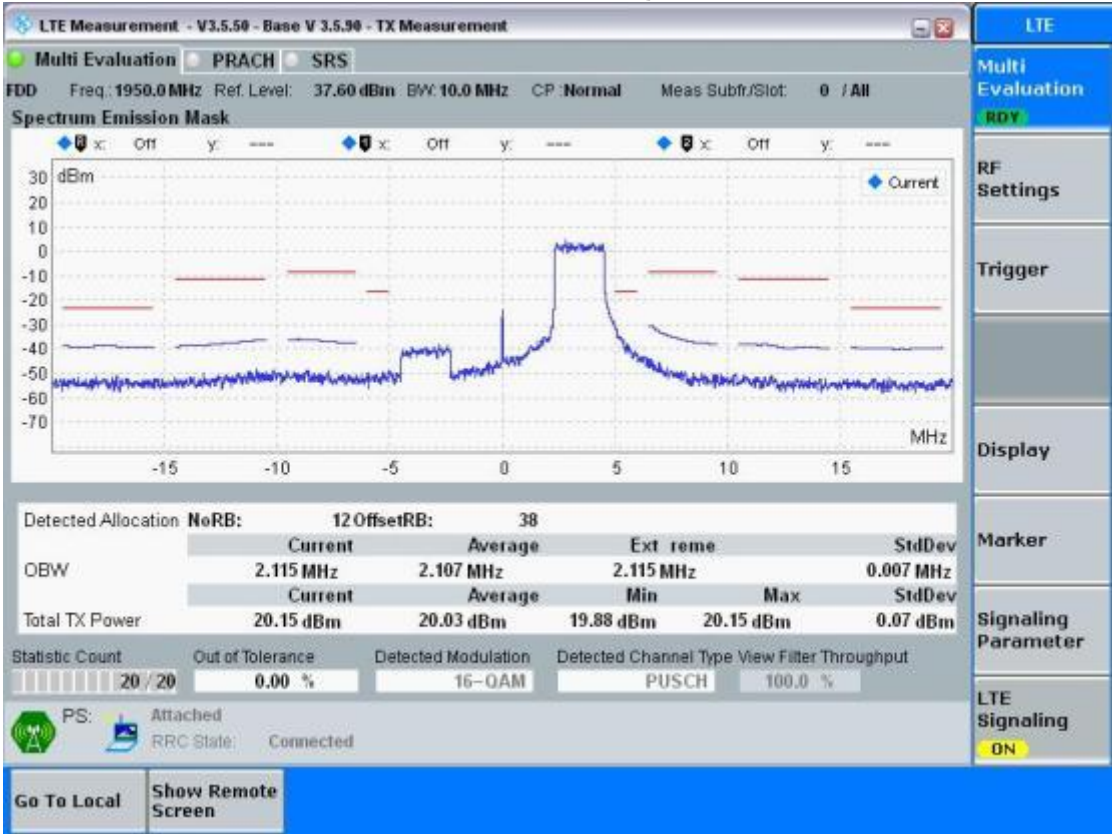 LTE Measurement - V3.5.50 - Base V 3.5.90 - TX Measurement
LTE
Multi Evaluation PRACH SRS
FDD Freq.: 1950.0 MHz Ref. Level: 37.60 dBm BW: 10.0 MHz CP :Normal Meas Subfr./Slot: 0 / All
Multi
Evaluation
RDY
Spectrum Emission Mask
x: Off y: --- x: Off y: --- x: Off y: ---
dBm
Current
30
20
10
0
-10
-20
-30
-40
-50
-60
-70
MHz
-15 -10 -5 0 5 10 15
RF
Settings
Trigger
Display
Marker
Signaling
Parameter
LTE
Signaling
ON
Detected Allocation NoRB: 12 OffsetRB: 38
Current Average Ext reme StdDev
OBW 2.115 MHz 2.107 MHz 2.115 MHz 0.007 MHz
Current Average Min Max StdDev
Total TX Power 20.15 dBm 20.03 dBm 19.88 dBm 20.15 dBm 0.07 dBm
Statistic Count Out of Tolerance Detected Modulation Detected Channel Type View Filter Throughput
20 / 20 0.00 % 16-QAM PUSCH 100.0 %
PS: Attached
RRC State: Connected
Go To Local
Show Remote
Screen